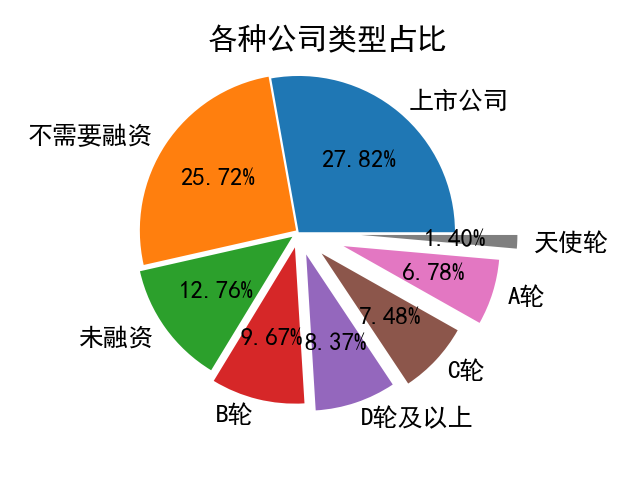 各种公司类型占比
上市公司
27.82%
不需要融资
25.72%
未融资
12.76%
B轮
9.67%
D轮及以上
8.37%
C轮
7.48%
A轮
6.78%
天使轮
1.40%